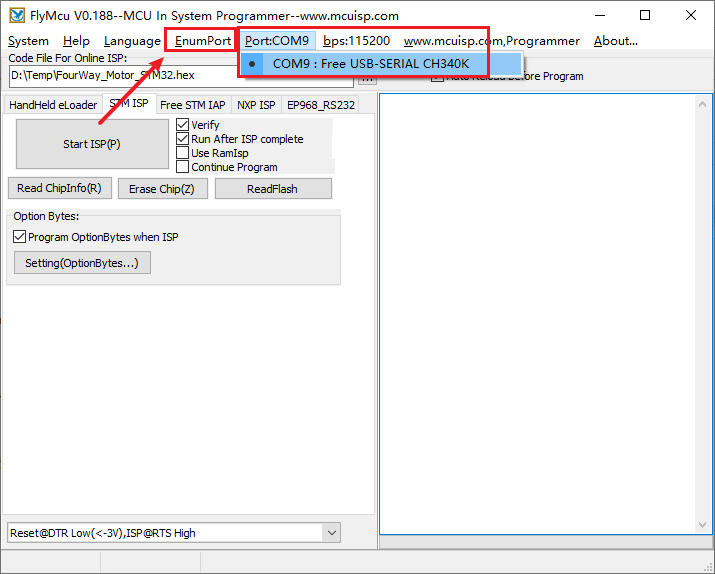 FlyMcu V0.188--MCU In System Programmer--www.mcuisp.com
System Help Language EnumPort Port:COM9 bps:115200 www.mcuisp.com,Programmer About...
Code File For Online ISP:
COM9 : Free USB-SERIAL CH340K
D:\Temp\FourWay_Motor_STM32.hex ... Auto Reload Before Program
HandHeld eLoader STM ISP Free STM IAP NXP ISP EP968_RS232
Start ISP(P)
Verify
Run After ISP complete
Use RamIsp
Continue Program
Read ChipInfo(R) Erase Chip(Z) ReadFlash
Option Bytes:
Program OptionBytes when ISP
Setting(OptionBytes...)
Reset@DTR Low(<-3V),ISP@RTS High